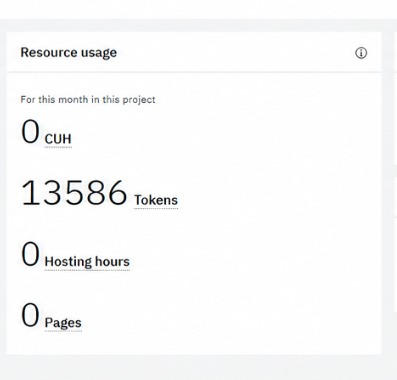 Resource usage
For this month in this project
0 CUH
13586 Tokens
0 Hosting hours
0 Pages